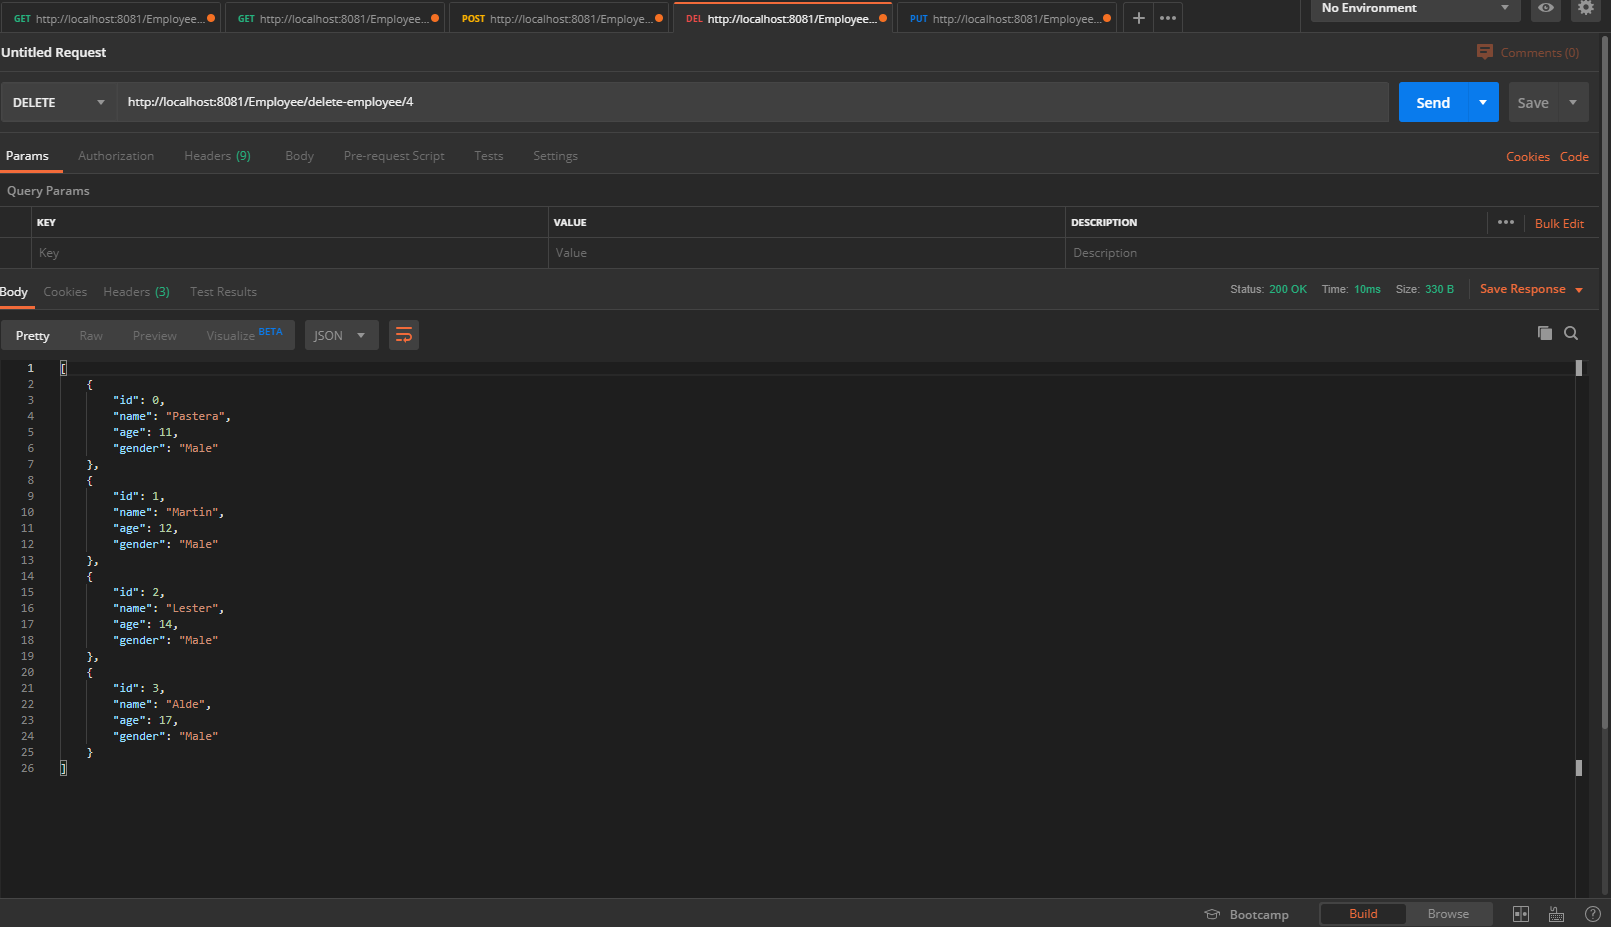 GET http://localhost:8081/Employee... GET http://localhost:8081/Employee... POST http://localhost:8081/Employe... DEL http://localhost:8081/Employee... PUT http://localhost:8081/Employee... + ••• No Environment
Untitled Request Comments (0)
DELETE http://localhost:8081/Employee/delete-employee/4 Send Save
Params Authorization Headers (9) Body Pre-request Script Tests Settings Cookies Code
Query Params
KEY VALUE DESCRIPTION ••• Bulk Edit
Key Value Description
Body Cookies Headers (3) Test Results Status: 200 OK Time: 10ms Size: 330 B Save Response
Pretty Raw Preview Visualize BETA JSON
1 [
2 {
3 "id": 0,
4 "name": "Pastera",
5 "age": 11,
6 "gender": "Male"
7 },
8 {
9 "id": 1,
10 "name": "Martin",
11 "age": 12,
12 "gender": "Male"
13 },
14 {
15 "id": 2,
16 "name": "Lester",
17 "age": 14,
18 "gender": "Male"
19 },
20 {
21 "id": 3,
22 "name": "Alde",
23 "age": 17,
24 "gender": "Male"
25 }
26 ]
Bootcamp Build Browse ?